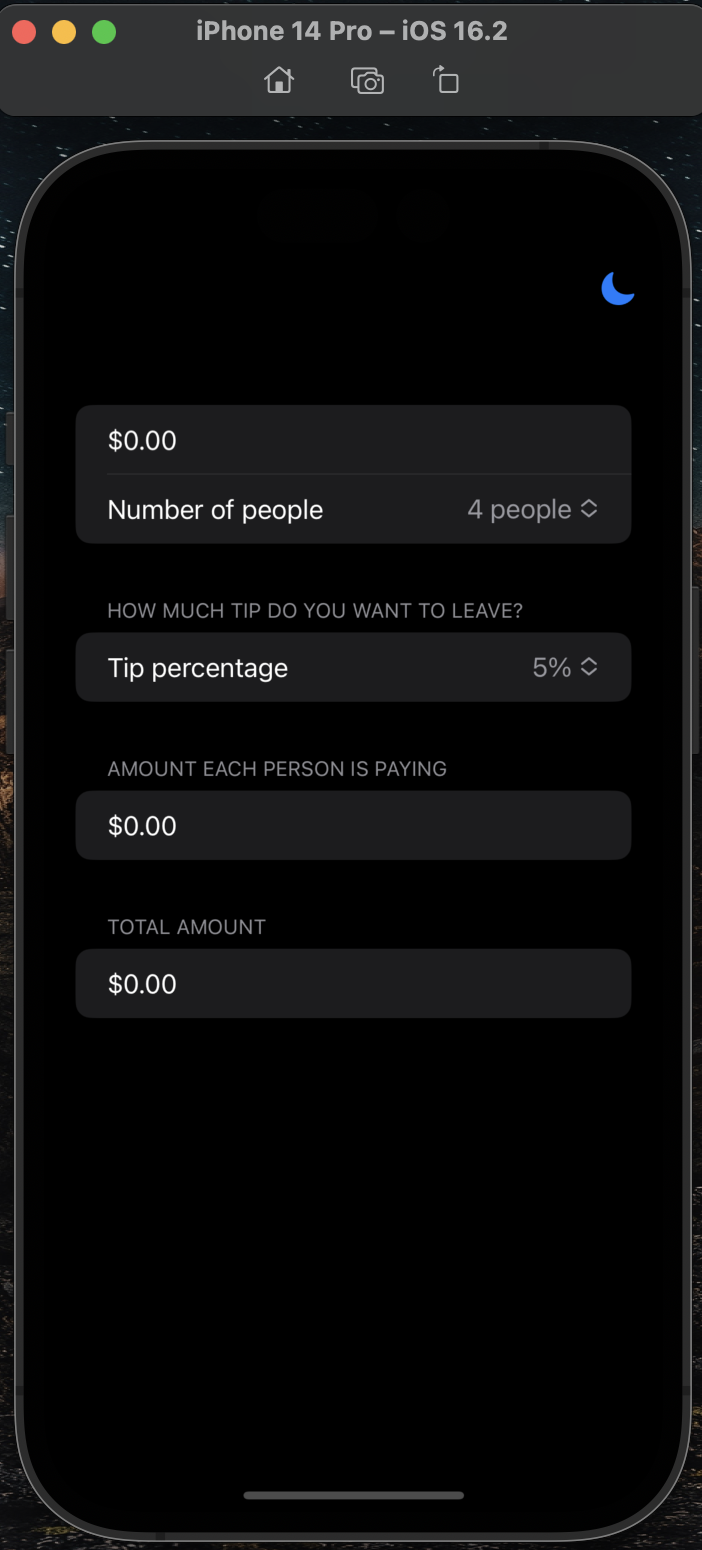 iPhone 14 Pro – iOS 16.2
$0.00
Number of people 4 people
HOW MUCH TIP DO YOU WANT TO LEAVE?
Tip percentage 5%
AMOUNT EACH PERSON IS PAYING
$0.00
TOTAL AMOUNT
$0.00